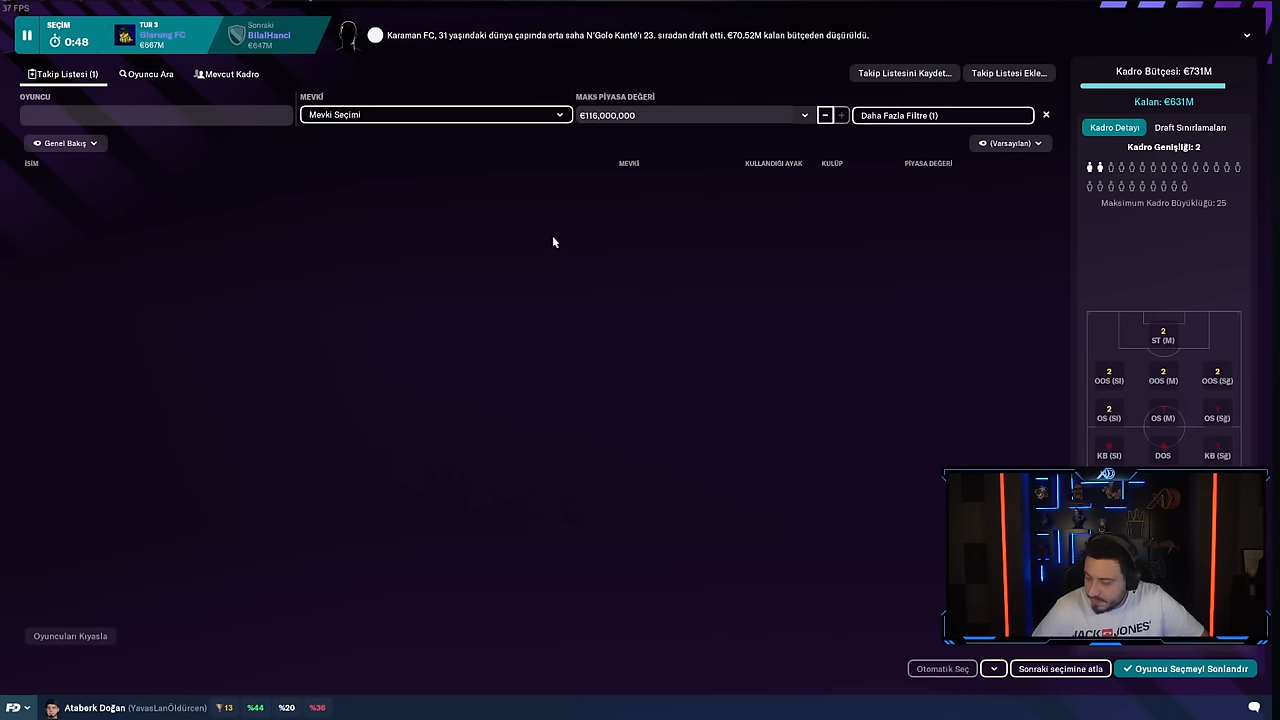 37 FPS
SEÇİM
0:48
TUR 3
Glarung FC
€667M
Sonraki
BilalHanci
€647M
Karaman FC, 31 yaşındaki dünya çapında orta saha N'Golo Kanté'ı 23. sıradan draft etti. €70.52M kalan bütçeden düşürüldü.
Takip Listesi (1)
Oyuncu Ara
Mevcut Kadro
Takip Listesini Kaydet...
Takip Listesi Ekle...
OYUNCU
MEVKİ
MAKS PİYASA DEĞERİ
Mevki Seçimi
€116,000,000
Daha Fazla Filtre (1)
Genel Bakış
(Varsayılan)
İSIM
MEVKİ
KULLANDIĞI AYAK
KULÜP
PİYASA DEĞERİ
Kadro Bütçesi: €731M
Kalan: €631M
Kadro Detayı
Draft Sınırlamaları
Kadro Genişliği: 2
Maksimum Kadro Büyüklüğü: 25
2
ST (M)
2
2
2
OOS (Sl)
OOS (M)
OOS (Sğ)
2
OS (Sl)
OS (M)
OS (Sğ)
KB (Sl)
DOS
KB (Sğ)
JACK JONES
Oyuncuları Kıyasla
Otomatik Seç
Sonraki seçimine atla
Oyuncu Seçmeyi Sonlandır
Ataberk Doğan (YavasLanÖldürcen)
13
%44
%20
%36